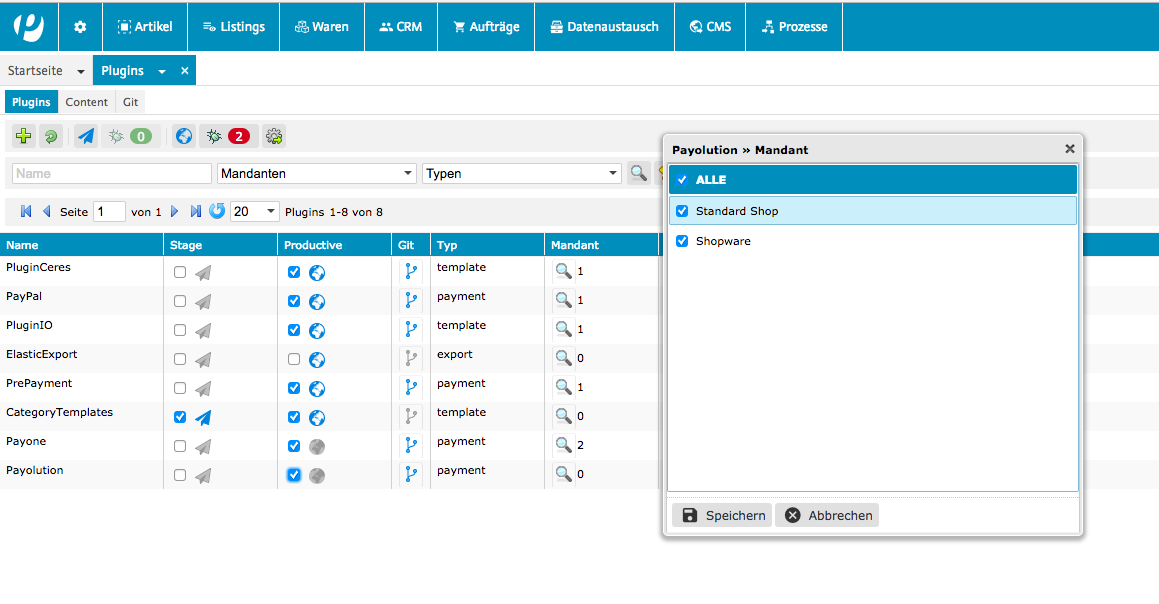 Artikel Listings Waren CRM Aufträge Datenaustausch CMS Prozesse
Startseite Plugins
Plugins Content Git
0 2
Name Mandanten Typen
Seite 1 von 1 20 Plugins 1-8 von 8
Name Stage Productive Git Typ Mandant
PluginCeres template 1
PayPal payment 1
PluginIO template 1
ElasticExport export 0
PrePayment payment 1
CategoryTemplates template 0
Payone payment 2
Payolution payment 0
Payolution » Mandant
ALLE
Standard Shop
Shopware
Speichern Abbrechen